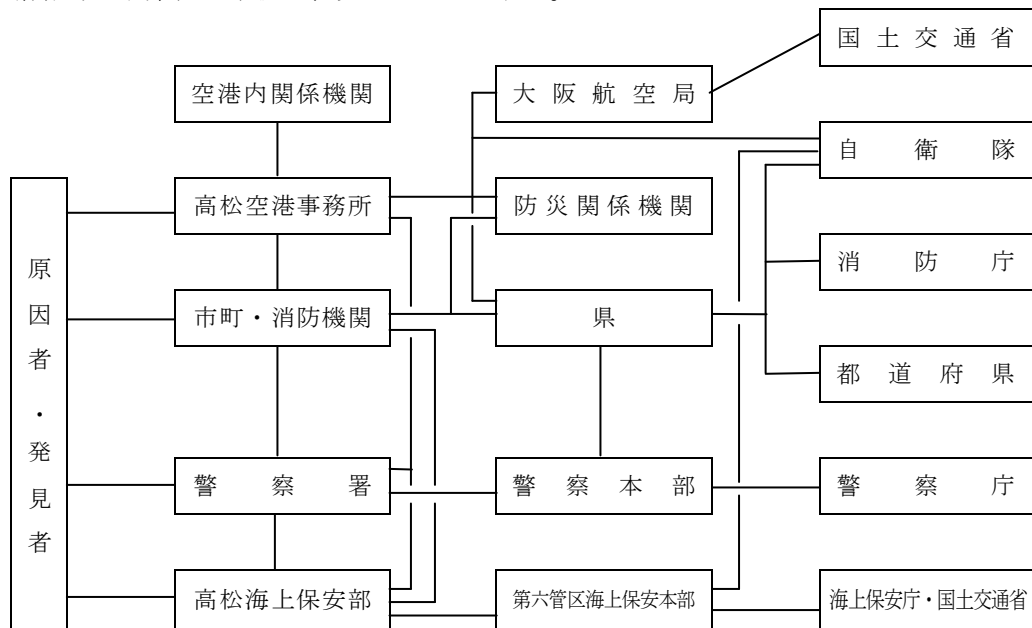 国土交通省
空港内関係機関
大阪航空局
自衛隊
高松空港事務所
防災関係機関
原因者・発見者
消防庁
市町・消防機関
県
都道府県
警察署
警察本部
警察庁
高松海上保安部
第六管区海上保安本部
海上保安庁・国土交通省